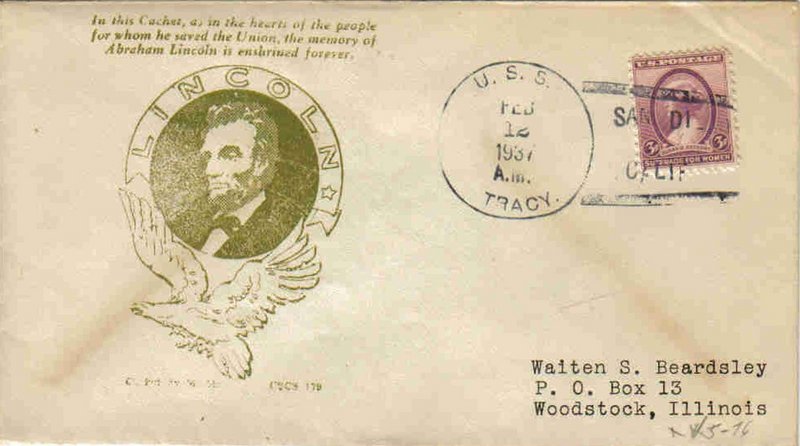 In this Cachet, as in the hearts of the people
for whom he saved the Union, the memory of
Abraham Lincoln is enshrined forever.
LINCOLN
U. S. S.
FEB
12
1937
A.M.
TRACY.
SAN DI
CALIF
U.S. POSTAGE
3¢ 3¢
SUFFRAGE FOR WOMEN
Walten S. Beardsley
P. O. Box 13
Woodstock, Illinois